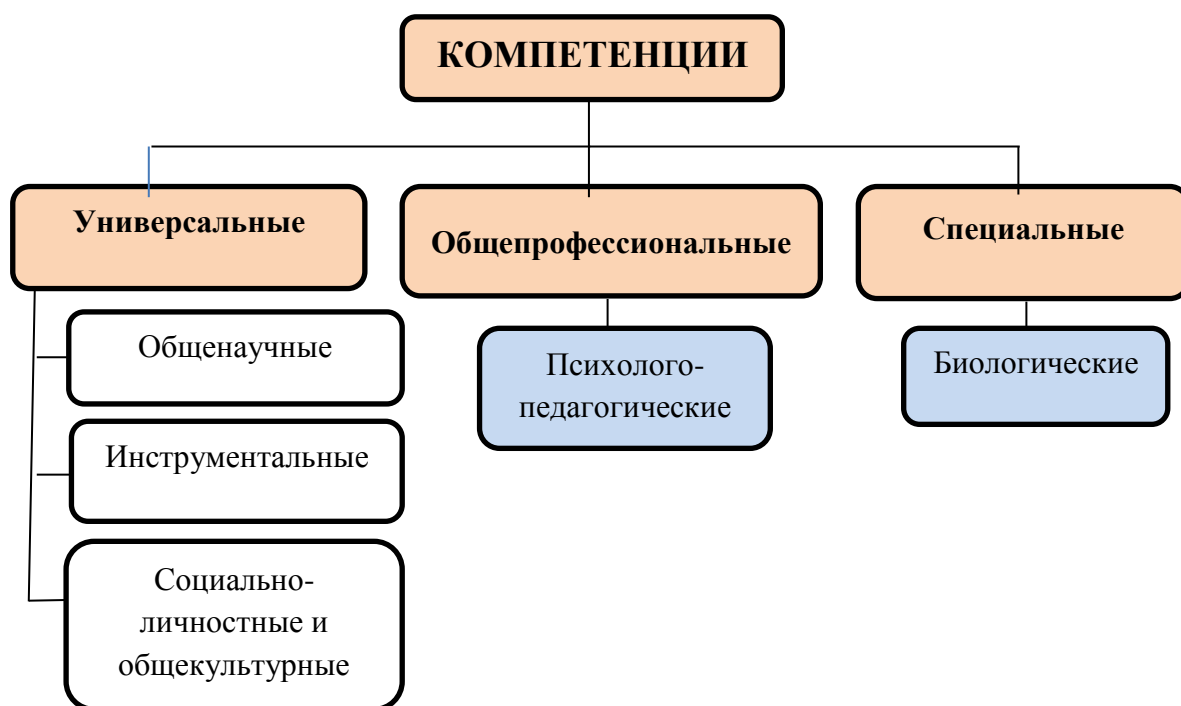 КОМПЕТЕНЦИИ
Универсальные
Общепрофессиональные
Специальные
Общенаучные
Инструментальные
Социально-
личностные и
общекультурные
Психолого-
педагогические
Биологические